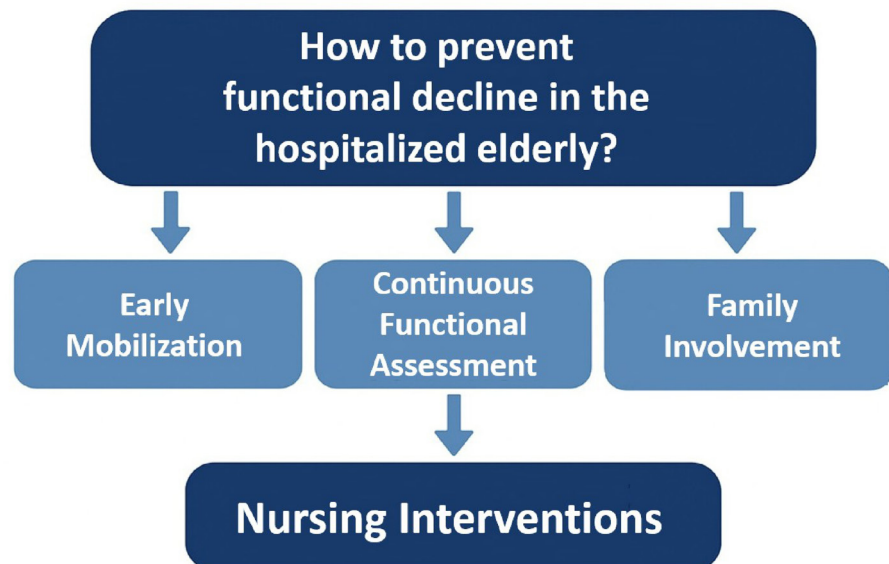 How to prevent
functional decline in the
hospitalized elderly?
Early
Mobilization
Continuous
Functional
Assessment
Family
Involvement
Nursing Interventions